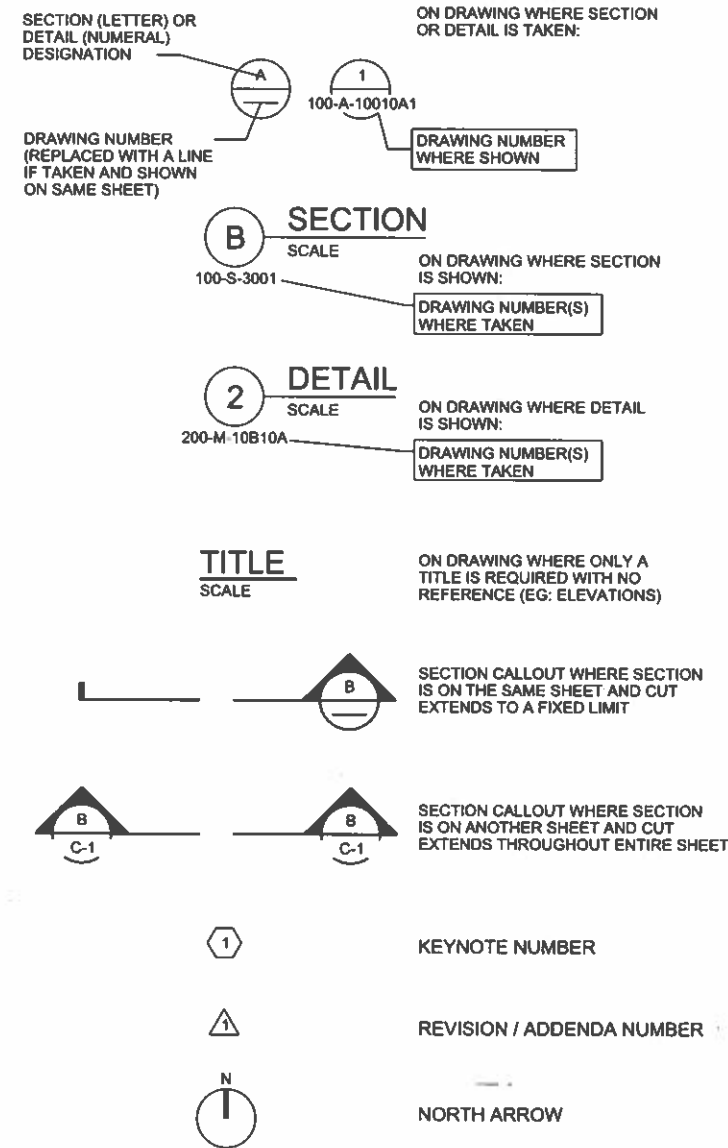 SECTION (LETTER) OR
DETAIL (NUMERAL)
DESIGNATION
A
1
100-A-10010A1
ON DRAWING WHERE SECTION
OR DETAIL IS TAKEN:
DRAWING NUMBER
(REPLACED WITH A LINE
IF TAKEN AND SHOWN
ON SAME SHEET)
DRAWING NUMBER
WHERE SHOWN
B
SECTION
SCALE
100-S-3001
ON DRAWING WHERE SECTION
IS SHOWN:
DRAWING NUMBER(S)
WHERE TAKEN
2
DETAIL
SCALE
200-M-10B10A
ON DRAWING WHERE DETAIL
IS SHOWN:
DRAWING NUMBER(S)
WHERE TAKEN
TITLE
SCALE
ON DRAWING WHERE ONLY A
TITLE IS REQUIRED WITH NO
REFERENCE (EG: ELEVATIONS)
B
SECTION CALLOUT WHERE SECTION
IS ON THE SAME SHEET AND CUT
EXTENDS TO A FIXED LIMIT
B
C-1
B
C-1
SECTION CALLOUT WHERE SECTION
IS ON ANOTHER SHEET AND CUT
EXTENDS THROUGHOUT ENTIRE SHEET
1
KEYNOTE NUMBER
1
REVISION / ADDENDA NUMBER
N
NORTH ARROW